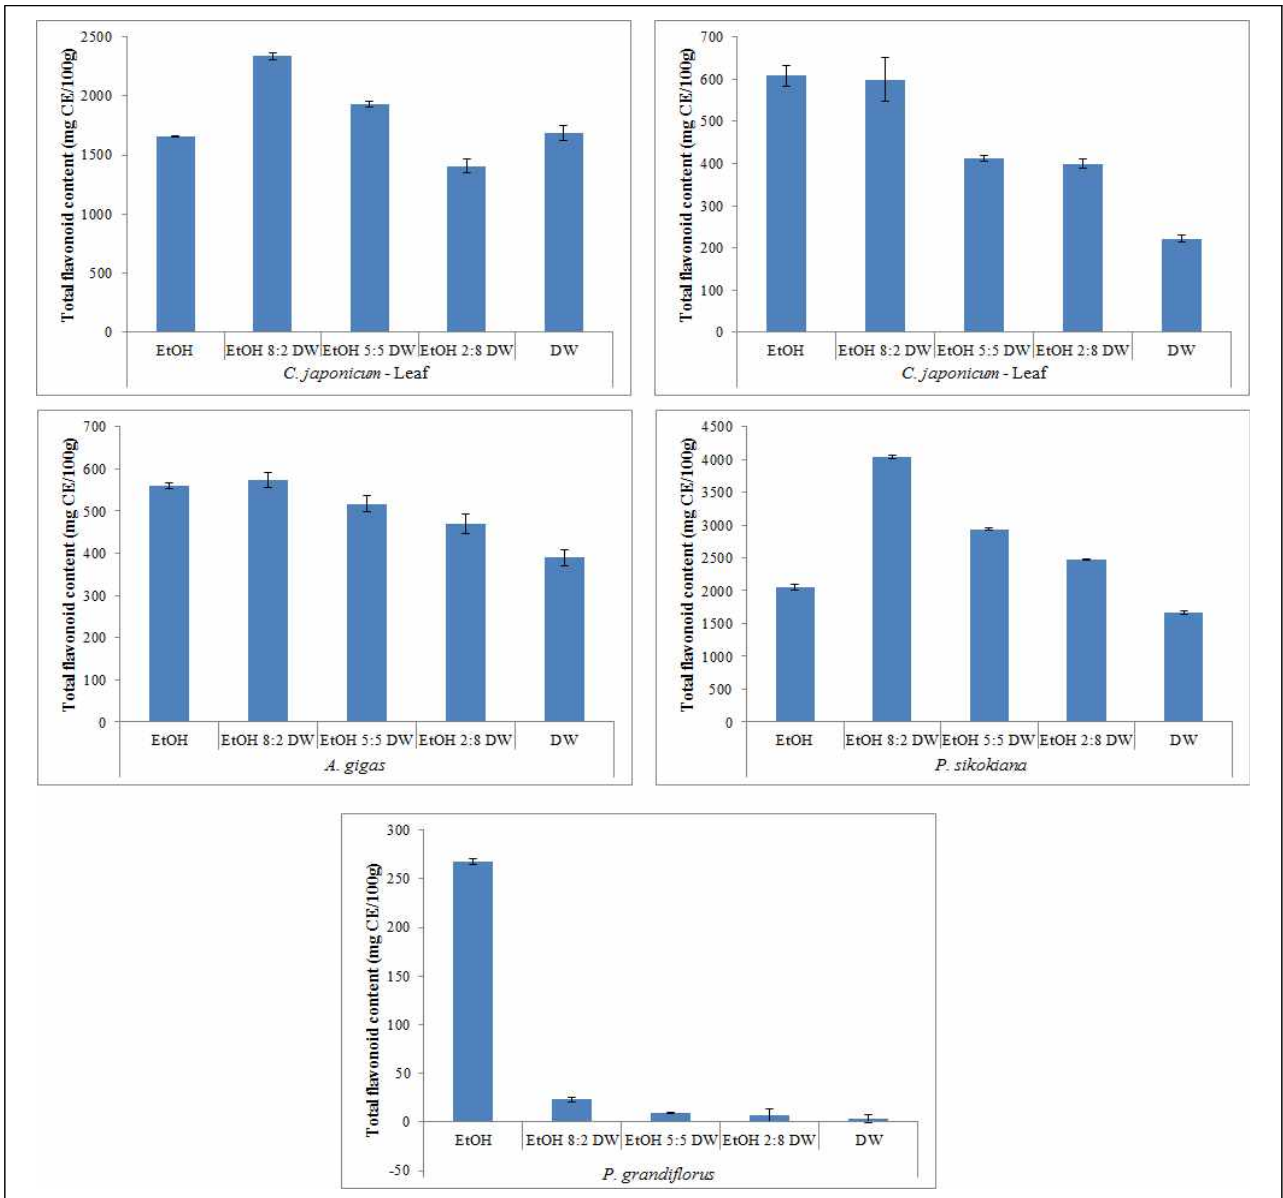 Total flavonoid content (mg CE/100g)
2500
2000
1500
1000
500
0
EtOH
EtOH 8:2 DW
EtOH 5:5 DW
EtOH 2:8 DW
DW
C. japonicum - Leaf
Total flavonoid content (mg CE/100g)
700
600
500
400
300
200
100
0
EtOH
EtOH 8:2 DW
EtOH 5:5 DW
EtOH 2:8 DW
DW
C. japonicum - Leaf
Total flavonoid content (mg CE/100g)
700
600
500
400
300
200
100
0
EtOH
EtOH 8:2 DW
EtOH 5:5 DW
EtOH 2:8 DW
DW
A. gigas
Total flavonoid content (mg CE/100g)
4500
4000
3500
3000
2500
2000
1500
1000
500
0
EtOH
EtOH 8:2 DW
EtOH 5:5 DW
EtOH 2:8 DW
DW
P. sikokiana
Total flavonoid content (mg CE/100g)
300
250
200
150
100
50
0
-50
EtOH
EtOH 8:2 DW
EtOH 5:5 DW
EtOH 2:8 DW
DW
P. grandiflorus